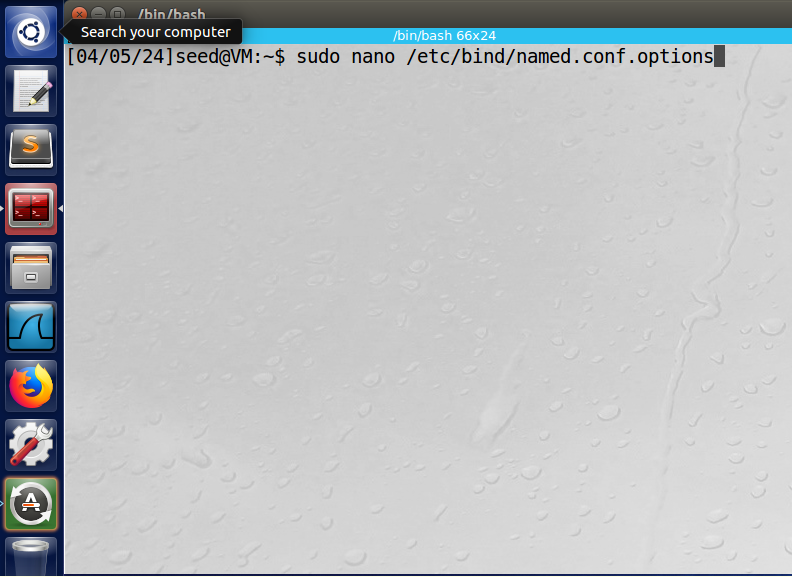 /bin/bash
Search your computer
/bin/bash 66x24
[04/05/24]seed@VM:~$ sudo nano /etc/bind/named.conf.options